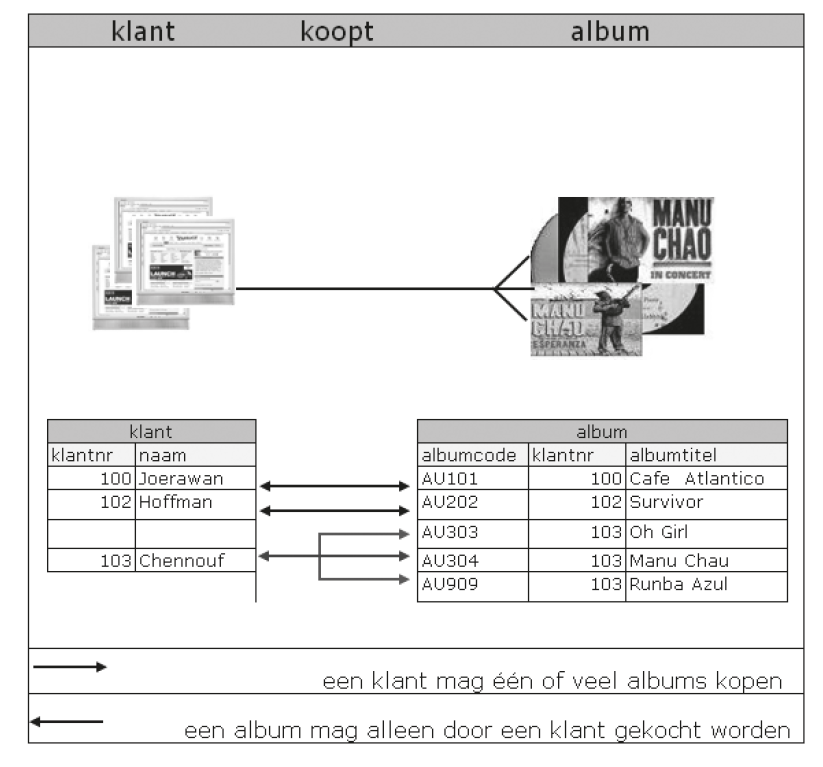 klant koopt album
LAUNCH
LAUNCH
MANU
CHAO
IN CONCERT
MANU
CHAO
ESPERANZA
klant
klantnr naam
100 Joerawan
102 Hoffman
103 Chennouf
album
albumcode klantnr albumtitel
AU101 100 Cafe Atlantico
AU202 102 Survivor
AU303 103 Oh Girl
AU304 103 Manu Chau
AU909 103 Runba Azul
een klant mag één of veel albums kopen
een album mag alleen door een klant gekocht worden